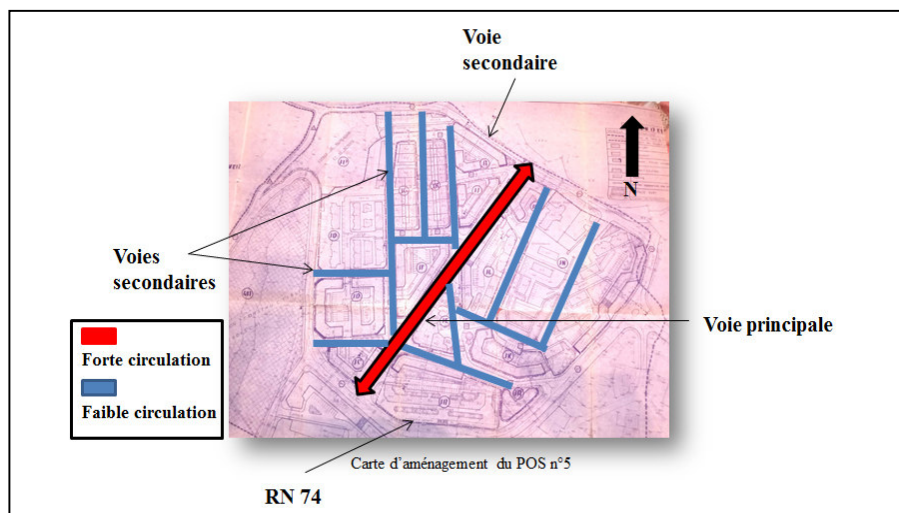 Voie
secondaire
N
Voies
secondaires
Voie principale
Forte circulation
Faible circulation
Carte d’aménagement du POS n°5
RN 74